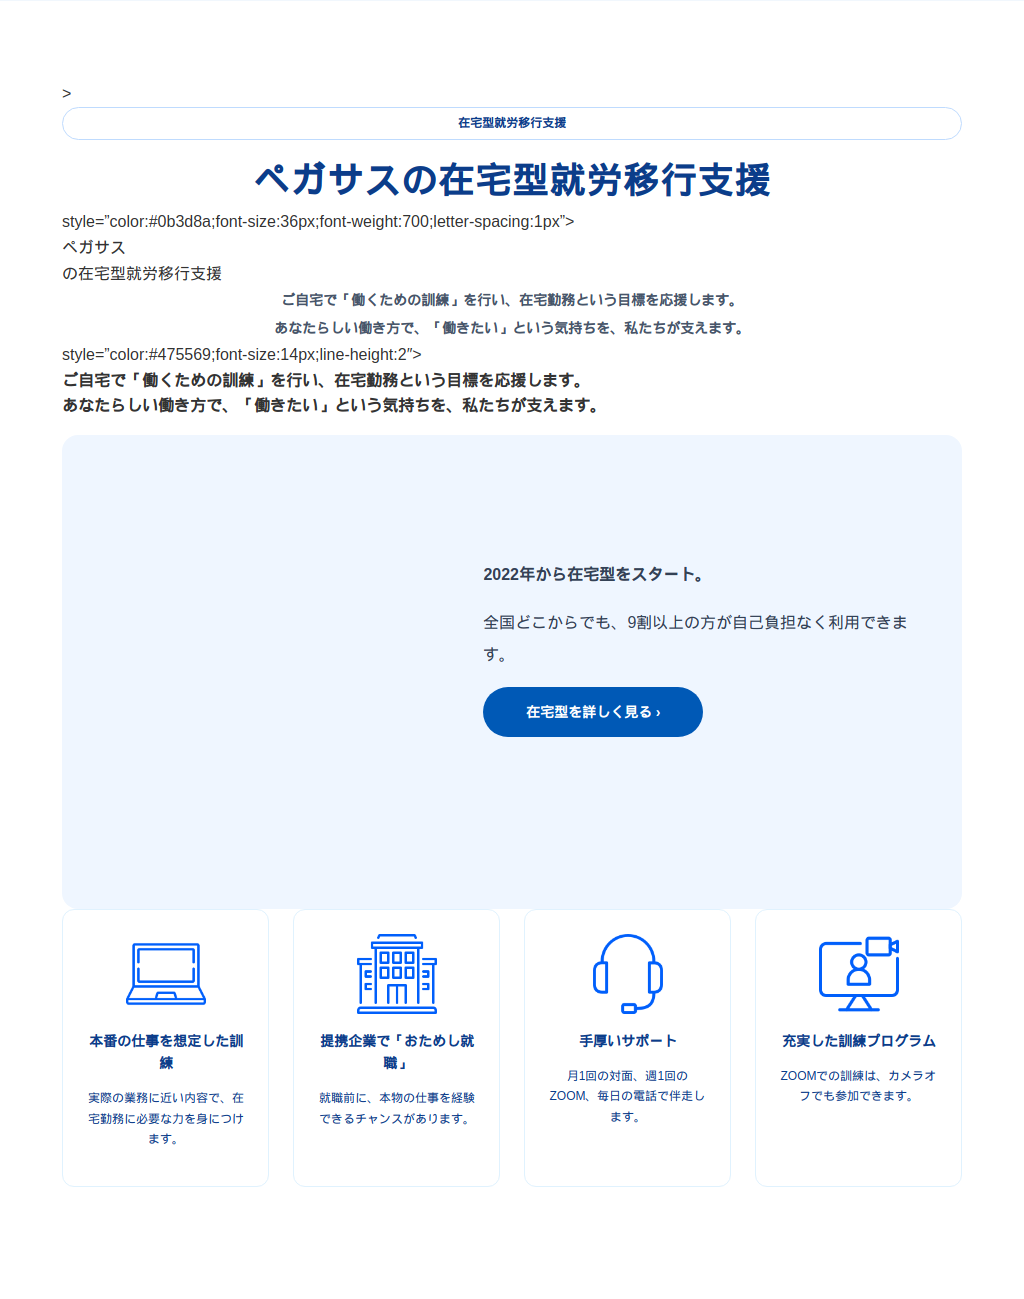 >
在宅型就労移行支援
ペガサスの在宅型就労移行支援
style=”color:#0b3d8a;font-size:36px;font-weight:700;letter-spacing:1px”>
ペガサス
の在宅型就労移行支援
ご自宅で「働くための訓練」を行い、在宅勤務という目標を応援します。
あなたらしい働き方で、「働きたい」という気持ちを、私たちが支えます。
style=”color:#475569;font-size:14px;line-height:2″>
ご自宅で「働くための訓練」を行い、在宅勤務という目標を応援します。
あなたらしい働き方で、「働きたい」という気持ちを、私たちが支えます。
2022年から在宅型をスタート。
全国どこからでも、9割以上の方が自己負担なく利用できま
す。
在宅型を詳しく見る ›
本番の仕事を想定した訓
練
実際の業務に近い内容で、在
宅勤務に必要な力を身につけ
ます。
提携企業で「おためし就
職」
就職前に、本物の仕事を経験
できるチャンスがあります。
手厚いサポート
月1回の対面、週1回の
ZOOM、毎日の電話で伴走し
ます。
充実した訓練プログラム
ZOOMでの訓練は、カメラオ
フでも参加できます。